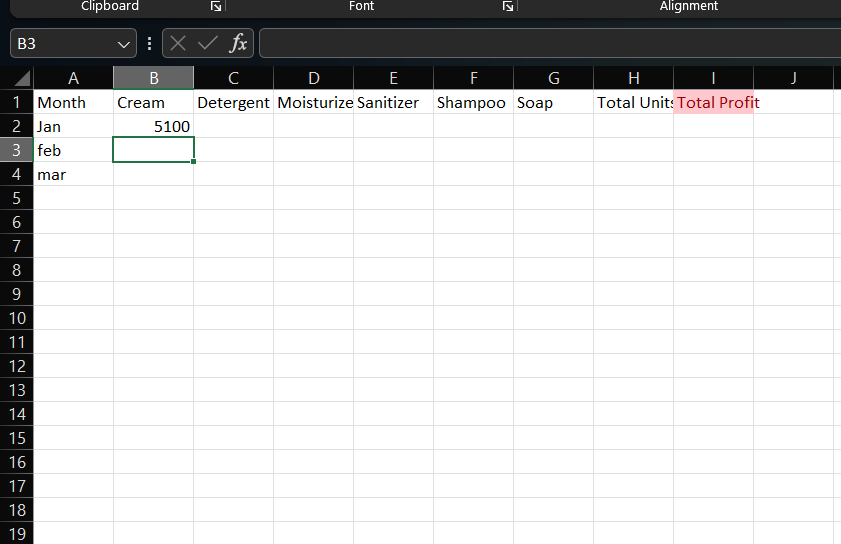 Clipboard Font Alignment
B3 fx
A B C D E F G H I J
1 Month Cream Detergent Moisturize Sanitizer Shampoo Soap Total Units Total Profit
2 Jan 5100
3 feb
4 mar
5
6
7
8
9
10
11
12
13
14
15
16
17
18
19